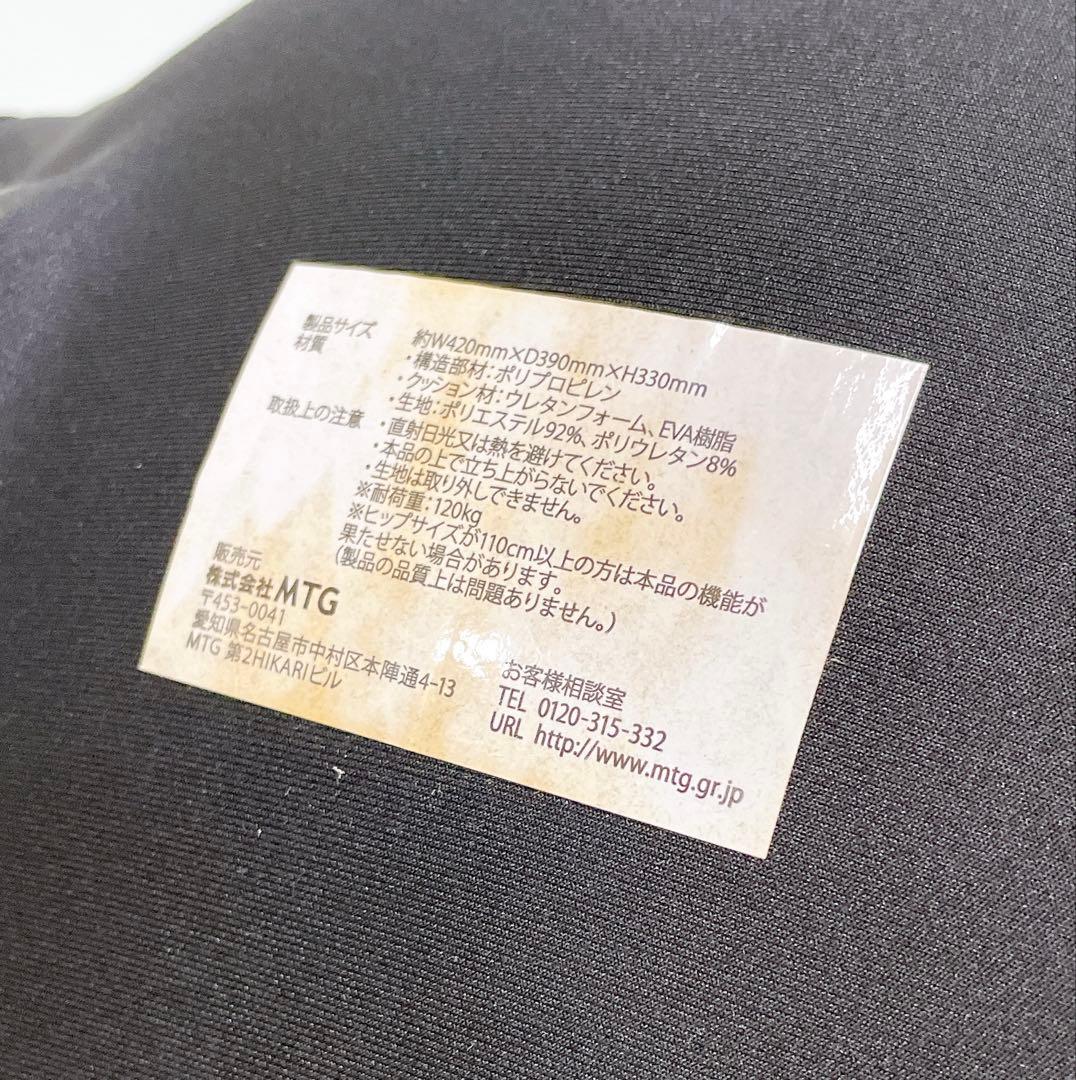 製品サイズ 約W420mm×D390mm×H330mm
材質 ・構造部材：ポリプロピレン
・クッション材：ウレタンフォーム、EVA樹脂
・生地：ポリエステル92%、ポリウレタン8%
取扱上の注意 ・直射日光又は熱を避けてください。
・本品の上で立ち上がらないでください。
・生地は取り外しできません。
※耐荷重：120kg
※ヒップサイズが110cm以上の方は本品の機能が
果たせない場合があります。
(製品の品質上は問題ありません。)
販売元
株式会社MTG
〒453-0041
愛知県名古屋市中村区本陣通4-13
MTG 第2HIKARIビル
お客様相談室
TEL 0120-315-332
URL http://www.mtg.gr.jp